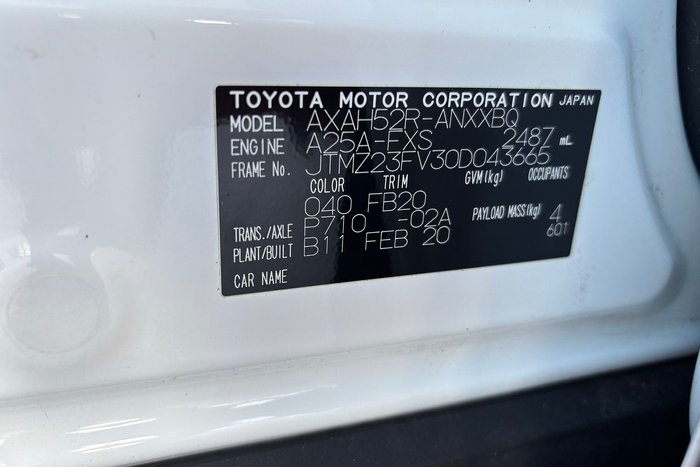 TOYOTA MOTOR CORPORATION JAPAN
MODEL AXAH52R-ANXXBQ
ENGINE A25A-FXS 2487 mL
FRAME No. JTMZ23FV30D043665
COLOR TRIM GVM(kg) OCCUPANTS
040 FB20
TRANS./AXLE P710 -02A PAYLOAD MASS(kg) 4
PLANT/BUILT B11 FEB 20 601
CAR NAME